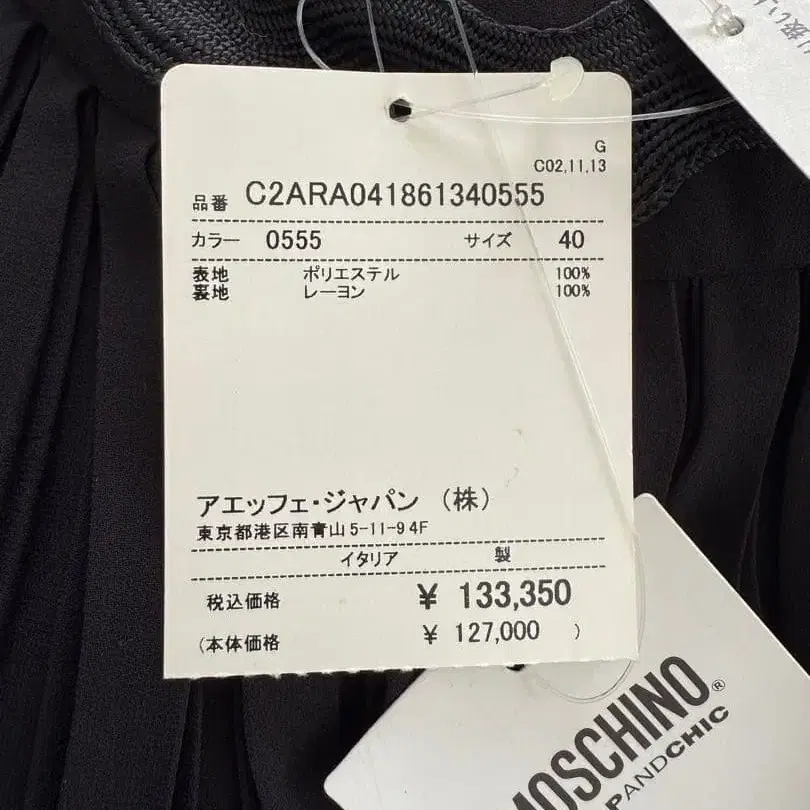 り扱い
G
C02,11,13
品番 C2ARA041861340555
カラー 0555 サイズ 40
表地 ポリエステル 100%
裏地 レーヨン 100%
アエッフェ・ジャパン (株)
東京都港区南青山5-11-9 4F
イタリア 製
税込価格 ¥ 133,350
(本体価格 ¥ 127,000 )
MOSCHINO®
PANDCHIC